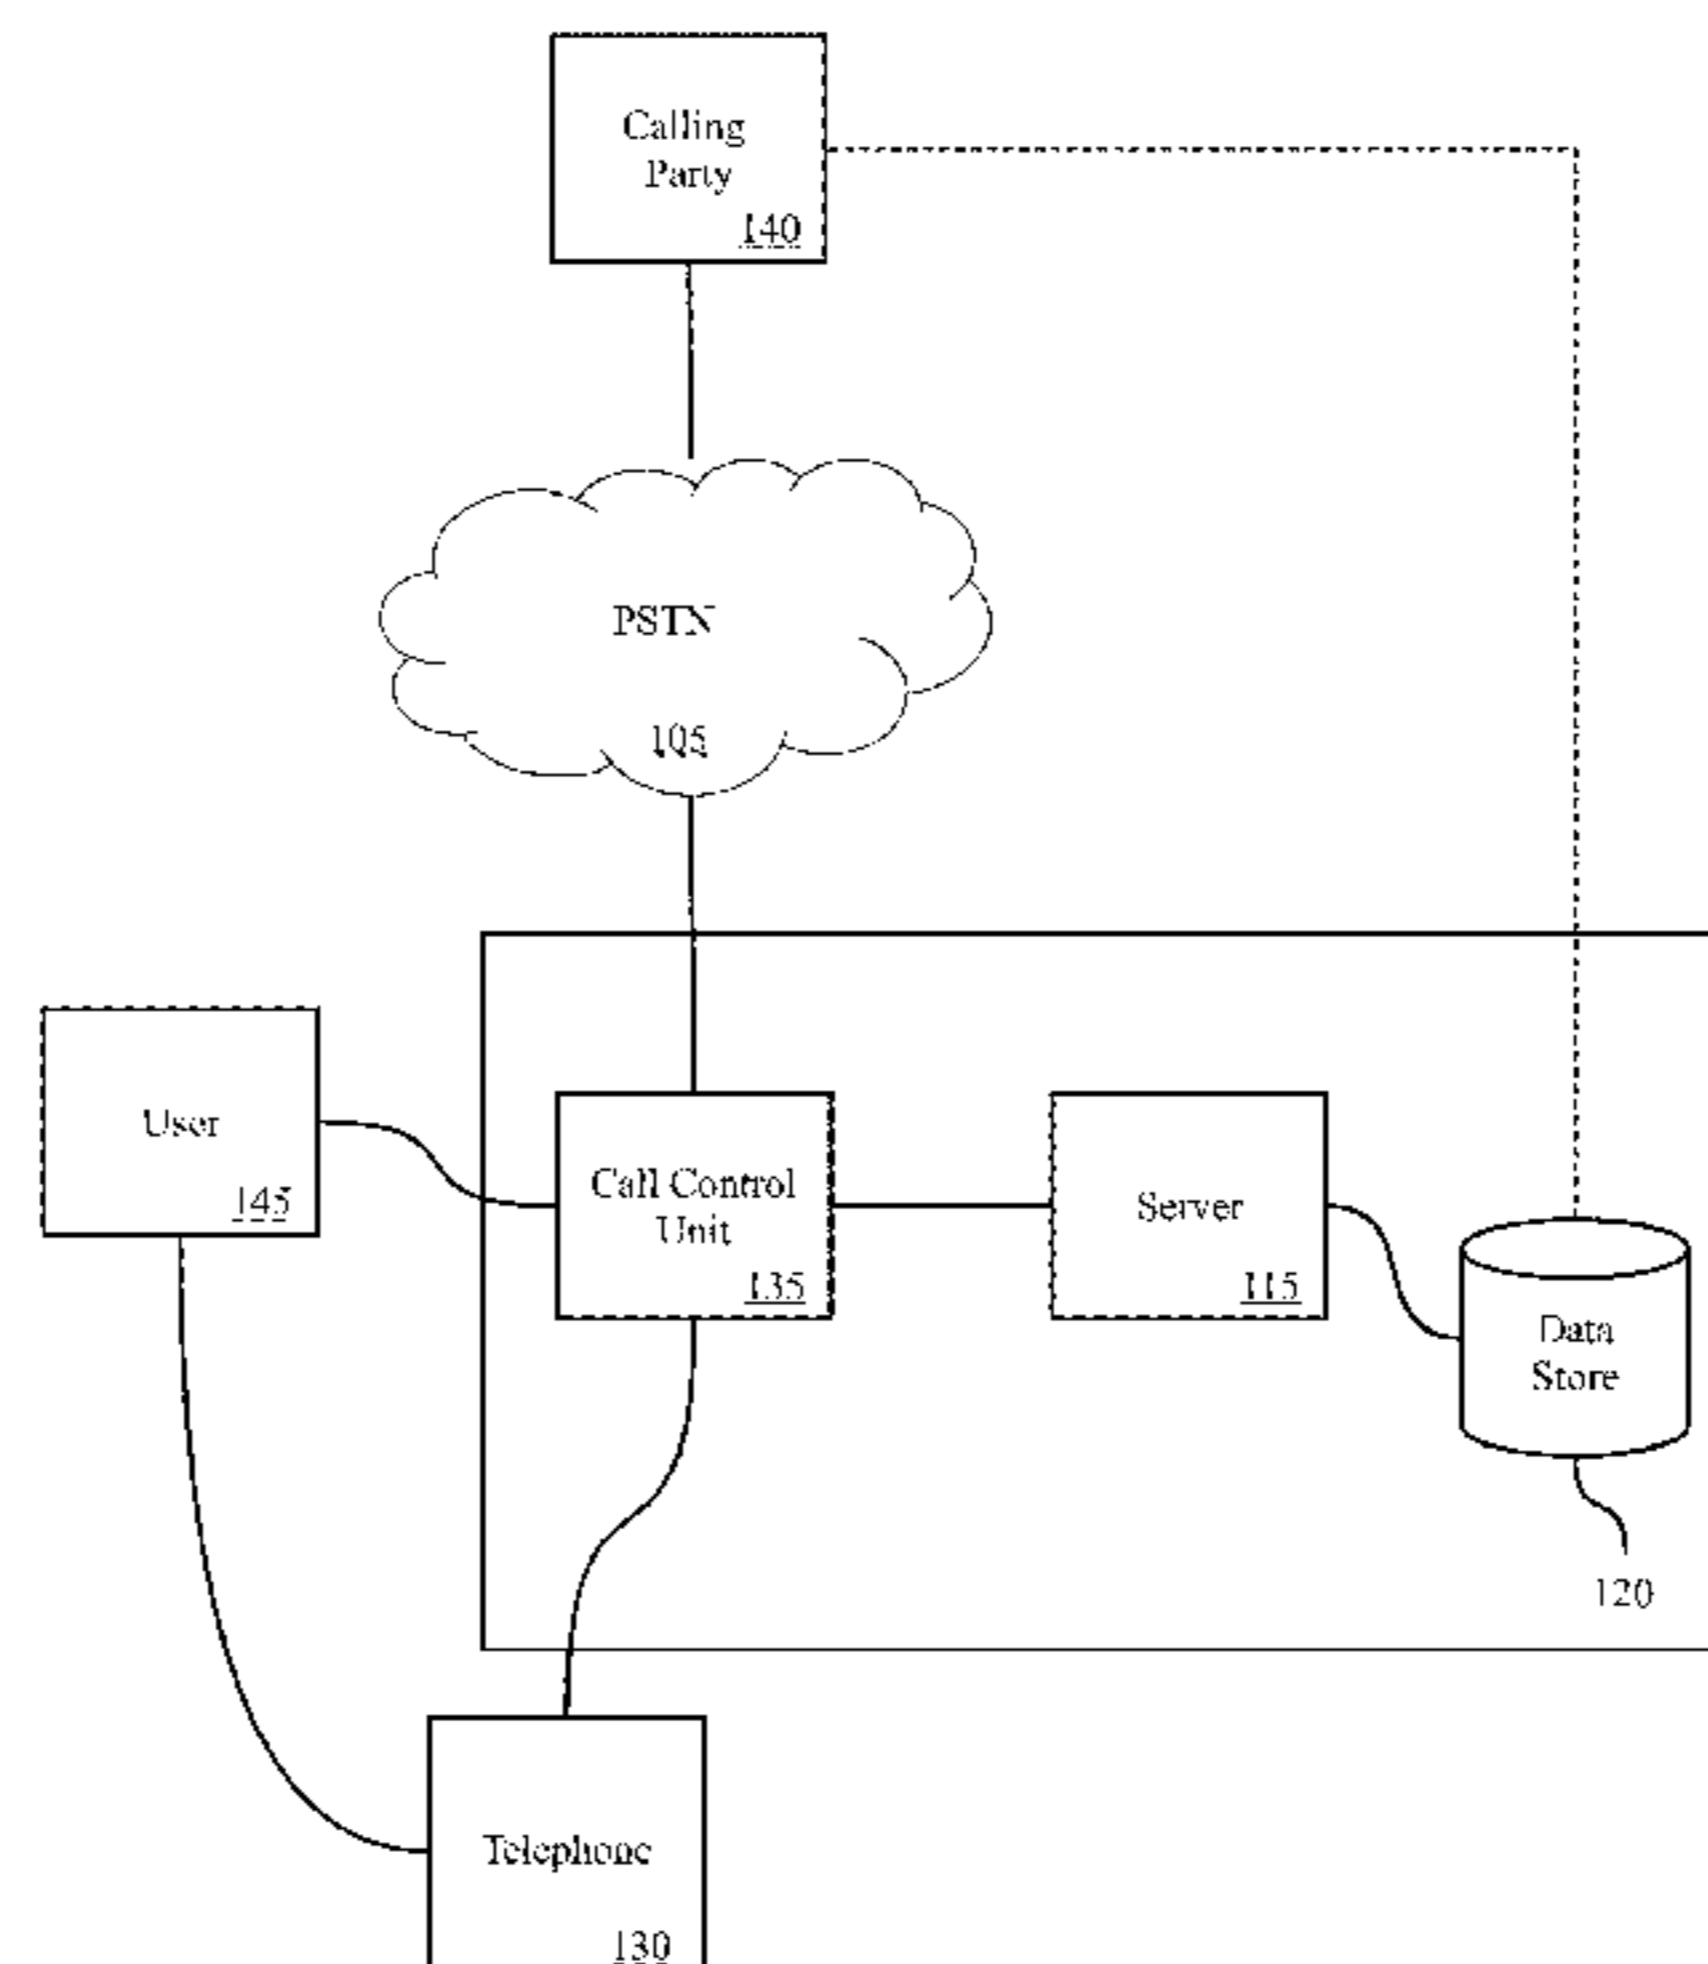 Calling
Party
140
PSTN
105
User
145
Call Control
Unit
135
Server
115
Data
Store
120
Telephone
130